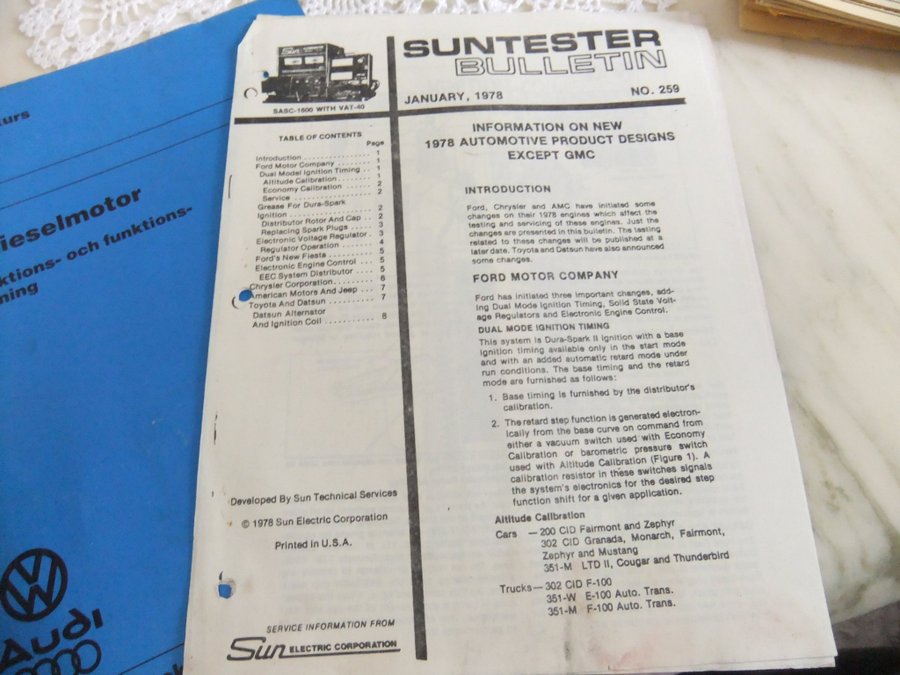 urs
ieselmotor
ktions- och funktions-
ning
Audi
Sun
SASC-1600 WITH VAT-40
TABLE OF CONTENTS
Page
Introduction . . . . . . . . . . . . . . . . 1
Ford Motor Company . . . . . . . 1
Dual Model Ignition Timing . . 1
Altitude Calibration . . . . . . . 1
Economy Calibration . . . . . . 2
Service . . . . . . . . . . . . . . . . . 2
Grease For Dura-Spark
Ignition . . . . . . . . . . . . . . . . . 2
Distributor Rotor And Cap . . 2
Replacing Spark Plugs . . . . 3
Electronic Voltage Regulator . 3
Regulator Operation . . . . . . . 4
Ford's New Fiesta . . . . . . . . . . 5
Electronic Engine Control . . . 5
EEC System Distributor . . . . 5
Chrysler Corporation . . . . . . . . 6
American Motors And Jeep . . . 7
Toyota And Datsun . . . . . . . . . 7
Datsun Alternator
And Ignition Coil . . . . . . . . . . . 8
Developed By Sun Technical Services
© 1978 Sun Electric Corporation
Printed in U.S.A.
SERVICE INFORMATION FROM
Sun ELECTRIC CORPORATION
SUNTESTER
BULLETIN
JANUARY, 1978 NO. 259
INFORMATION ON NEW
1978 AUTOMOTIVE PRODUCT DESIGNS
EXCEPT GMC
INTRODUCTION
Ford, Chrysler and AMC have initiated some
changes on their 1978 engines which affect the
testing and servicing of these engines. Just the
changes are presented in this bulletin. The testing
related to these changes will be published at a
later date. Toyota and Datsun have also announced
some changes.
FORD MOTOR COMPANY
Ford has initiated three important changes, add-
ing Dual Mode Ignition Timing, Solid State Volt-
age Regulators and Electronic Engine Control.
DUAL MODE IGNITION TIMING
This system is Dura-Spark II Ignition with a base
ignition timing available only in the start mode
and with an added automatic retard mode under
run conditions. The base timing and the retard
mode are furnished as follows:
1. Base timing is furnished by the distributor's
calibration.
2. The retard step function is generated electron-
ically from the base curve on command from
either a vacuum switch used with Economy
Calibration or barometric pressure switch
used with Altitude Calibration (Figure 1). A
calibration resistor in these switches signals
the system's electronics for the desired step
function shift for a given application.
Altitude Calibration
Cars — 200 CID Fairmont and Zephyr
302 CID Granada, Monarch, Fairmont,
Zephyr and Mustang
351-M LTD II, Cougar and Thunderbird
Trucks — 302 CID F-100
351-W E-100 Auto. Trans.
351-M F-100 Auto. Trans.